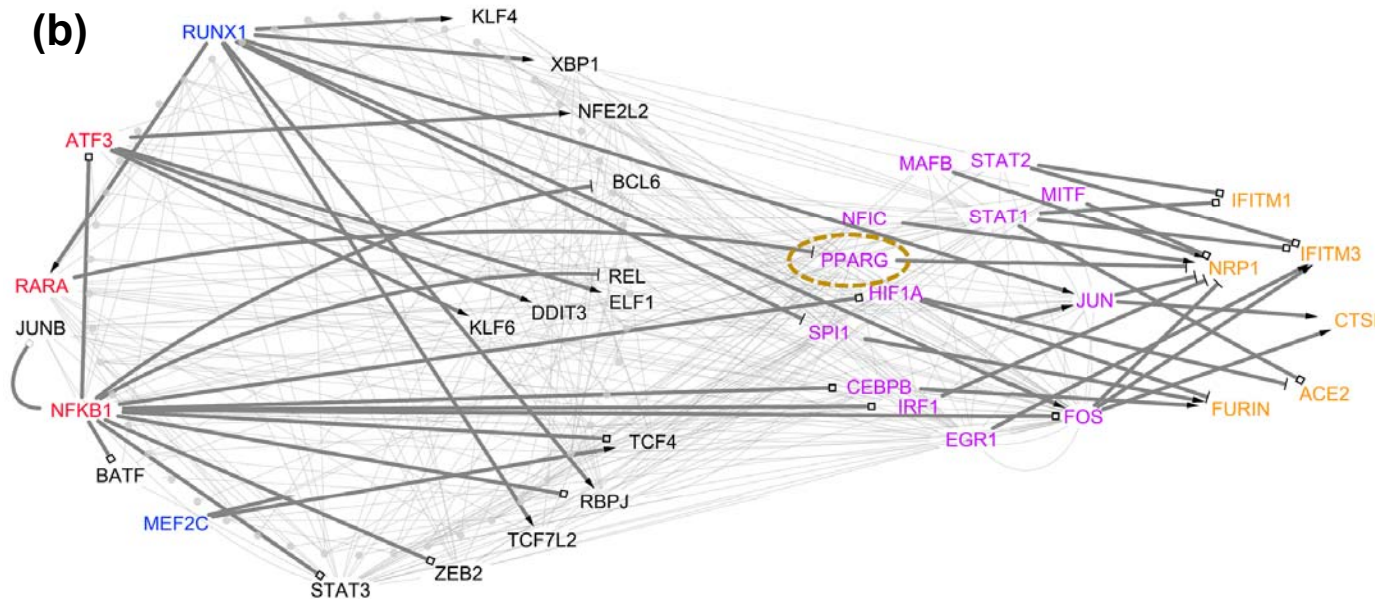 (b)
RUNX1
KLF4
XBP1
ATF3
NFE2L2
BCL6
MAFB
STAT2
MITF
IFITM1
NFIC
STAT1
PPARG
NRP1
IFITM3
RARA
REL
ELF1
HIF1A
JUN
DDIT3
KLF6
SPI1
JUNB
CTSI
NFKB1
CEBPB
IRF1
FOS
FURIN
ACE2
EGR1
TCF4
BATF
RBPJ
MEF2C
TCF7L2
ZEB2
STAT3